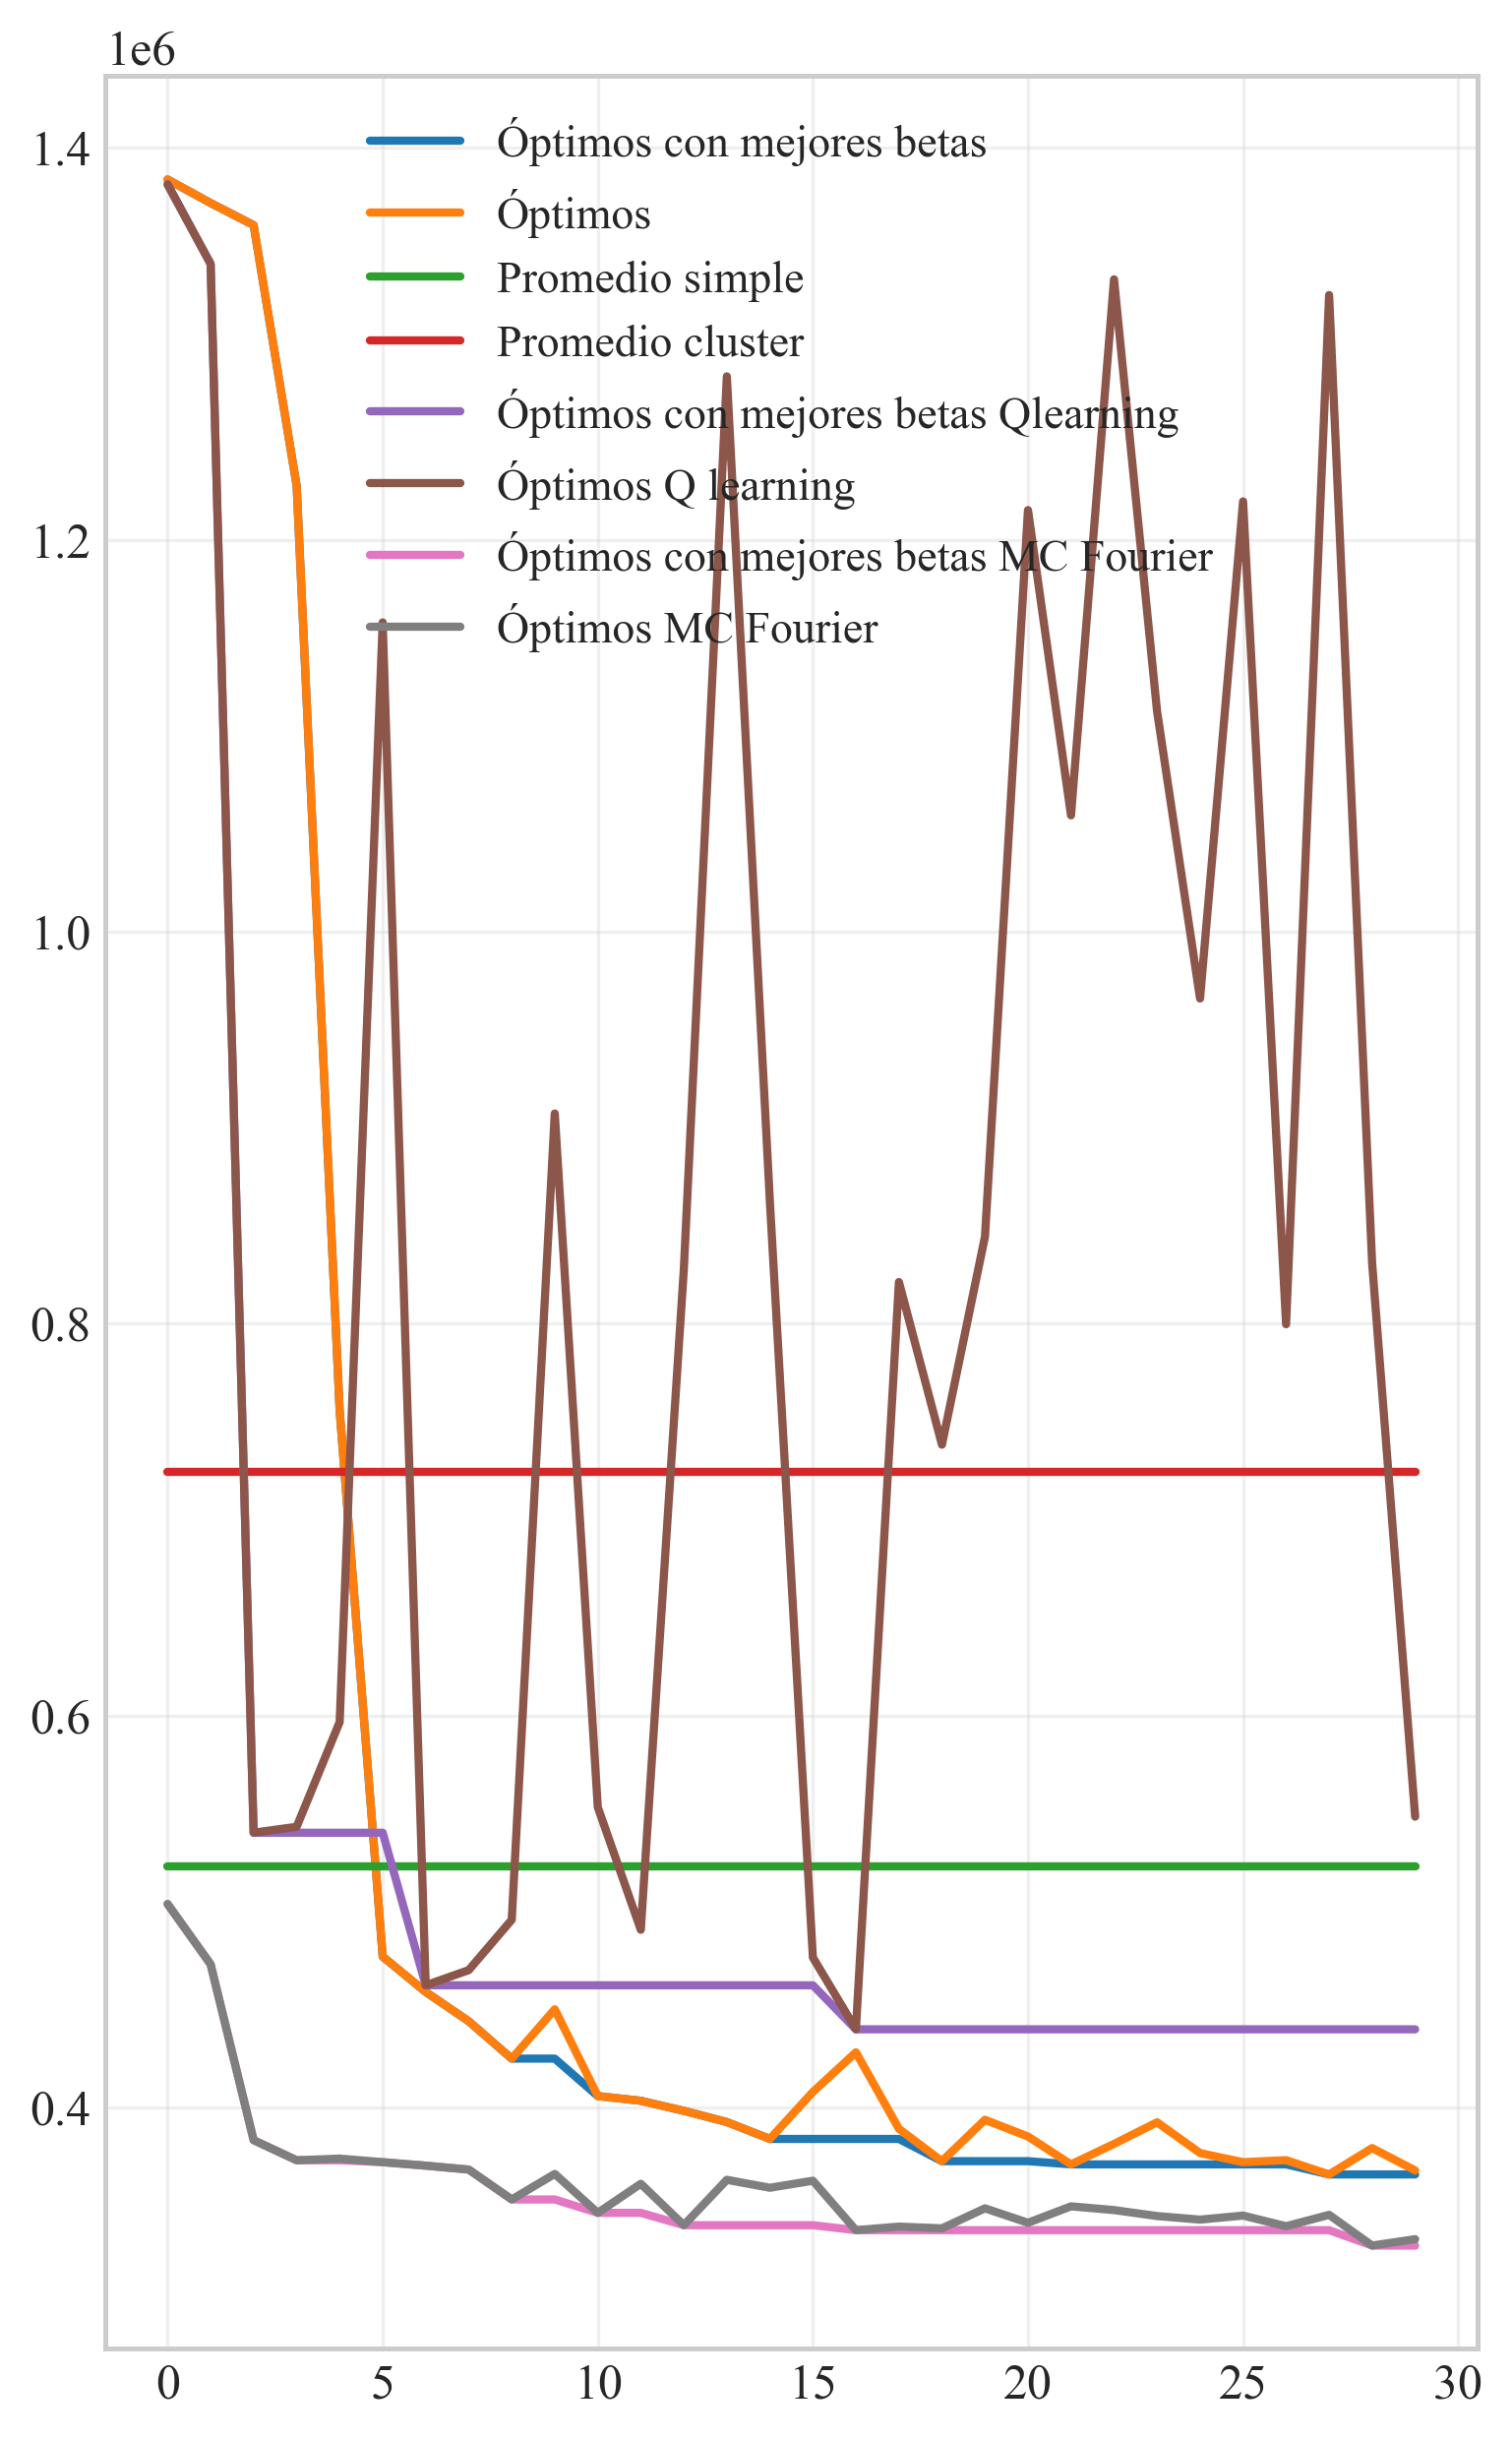 1e6
1.4
1.2
1.0
0.8
0.6
0.4
Óptimos con mejores betas
Óptimos
Promedio simple
Promedio cluster
Óptimos con mejores betas Qlearning
Óptimos Q learning
Óptimos con mejores betas MC Fourier
Óptimos MC Fourier
0 5 10 15 20 25 30